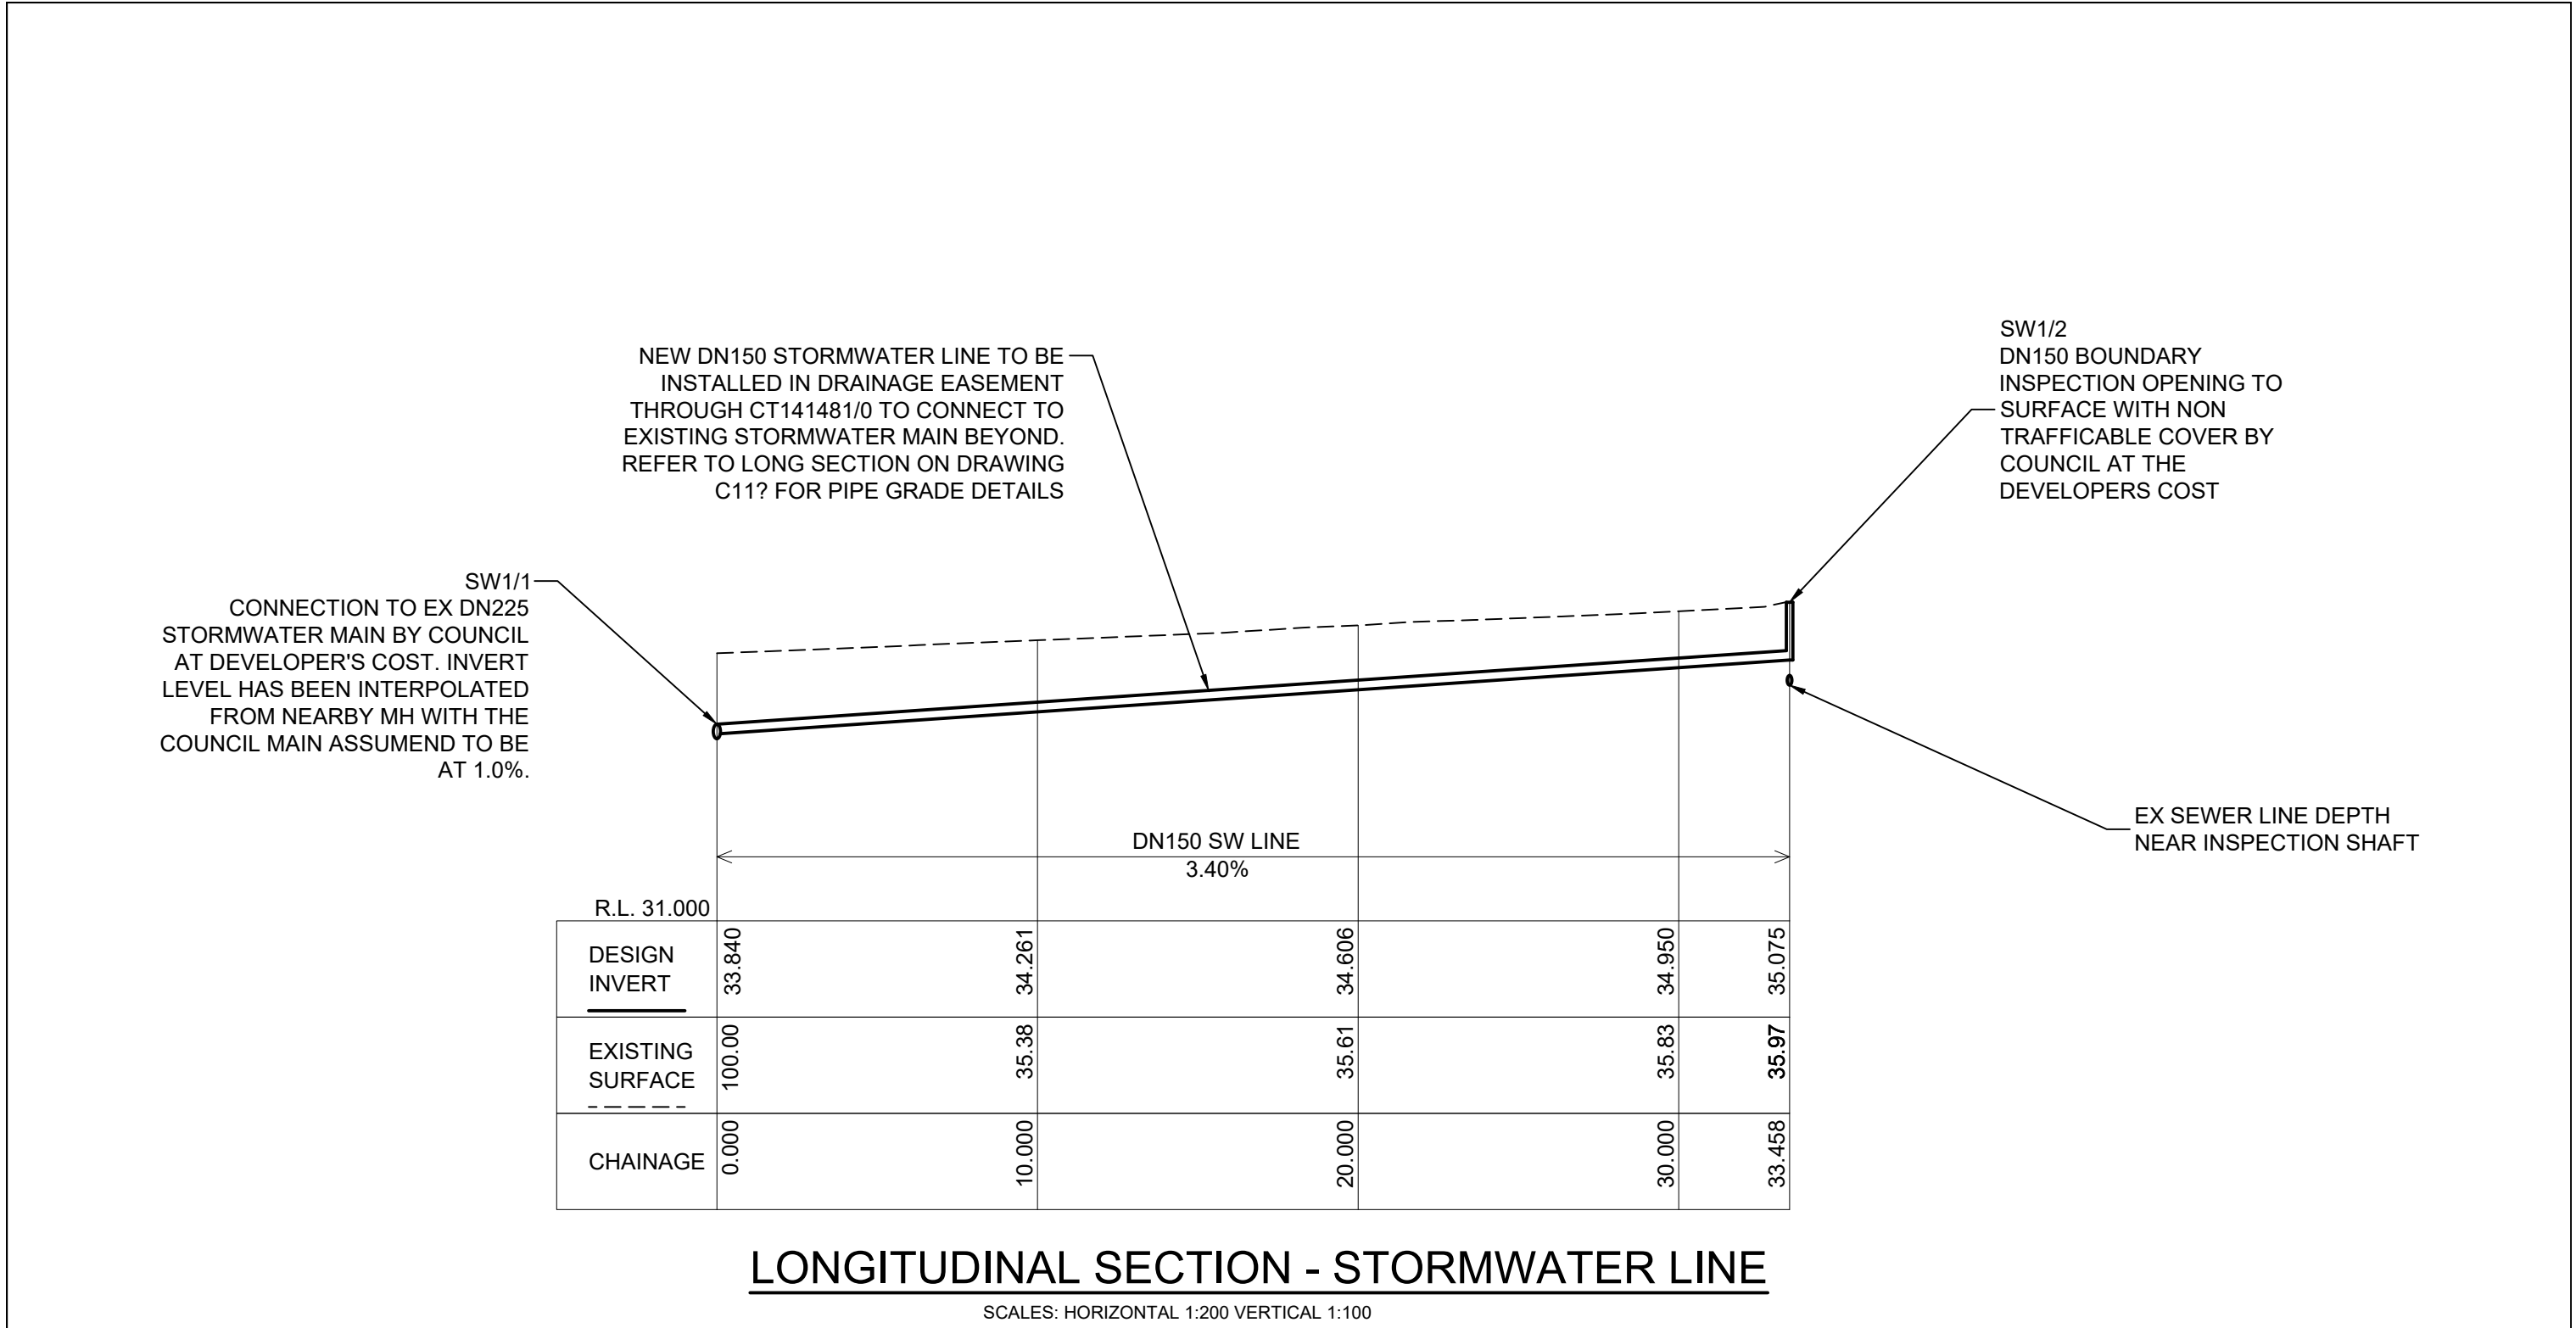 NEW DN150 STORMWATER LINE TO BE
INSTALLED IN DRAINAGE EASEMENT
THROUGH CT141481/0 TO CONNECT TO
EXISTING STORMWATER MAIN BEYOND.
REFER TO LONG SECTION ON DRAWING
C11? FOR PIPE GRADE DETAILS
SW1/2
DN150 BOUNDARY
INSPECTION OPENING TO
SURFACE WITH NON
TRAFFICABLE COVER BY
COUNCIL AT THE
DEVELOPERS COST
SW1/1
CONNECTION TO EX DN225
STORMWATER MAIN BY COUNCIL
AT DEVELOPER'S COST. INVERT
LEVEL HAS BEEN INTERPOLATED
FROM NEARBY MH WITH THE
COUNCIL MAIN ASSUMEND TO BE
AT 1.0%.
EX SEWER LINE DEPTH
NEAR INSPECTION SHAFT
DN150 SW LINE
3.40%
R.L. 31.000
DESIGN
INVERT
33.840
34.261
34.606
34.950
35.075
EXISTING
SURFACE
100.00
35.38
35.61
35.83
35.97
CHAINAGE
0.000
10.000
20.000
30.000
33.458
LONGITUDINAL SECTION - STORMWATER LINE
SCALES: HORIZONTAL 1:200 VERTICAL 1:100